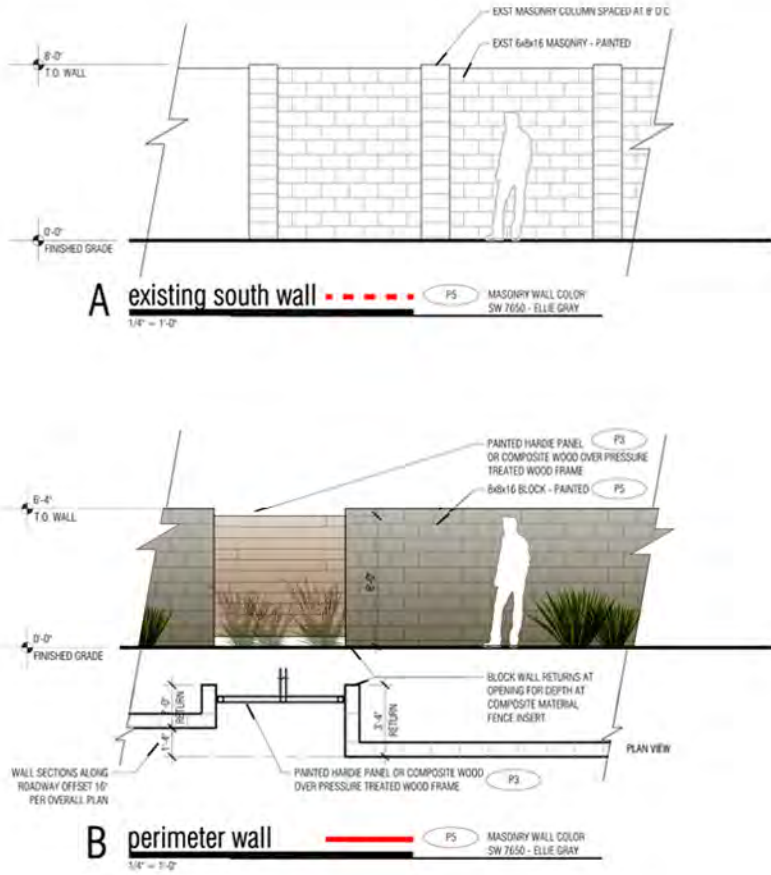 EXST MASONRY COLUMN SPACED AT 8' O.C.
EXST 6x8x16 MASONRY - PAINTED
8'-0"
T.O. WALL
0'-0"
FINISHED GRADE
A existing south wall
P5
MASONRY WALL COLOR
SW 7650 - ELLIE GRAY
1/4" = 1'-0"
PAINTED HARDIE PANEL P3
OR COMPOSITE WOOD OVER PRESSURE
TREATED WOOD FRAME
8x8x16 BLOCK - PAINTED P5
6'-4"
T.O. WALL
6'-0"
0'-0"
FINISHED GRADE
BLOCK WALL RETURNS AT
OPENING FOR DEPTH AT
COMPOSITE MATERIAL
FENCE INSERT.
RETURN
1'-4"
3'-4"
RETURN
PLAN VIEW
WALL SECTIONS ALONG
ROADWAY OFFSET 16"
PER OVERALL PLAN
PAINTED HARDIE PANEL OR COMPOSITE WOOD
OVER PRESSURE TREATED WOOD FRAME
P3
B perimeter wall
P5
MASONRY WALL COLOR
SW 7650 - ELLIE GRAY
1/4" = 1'-0"